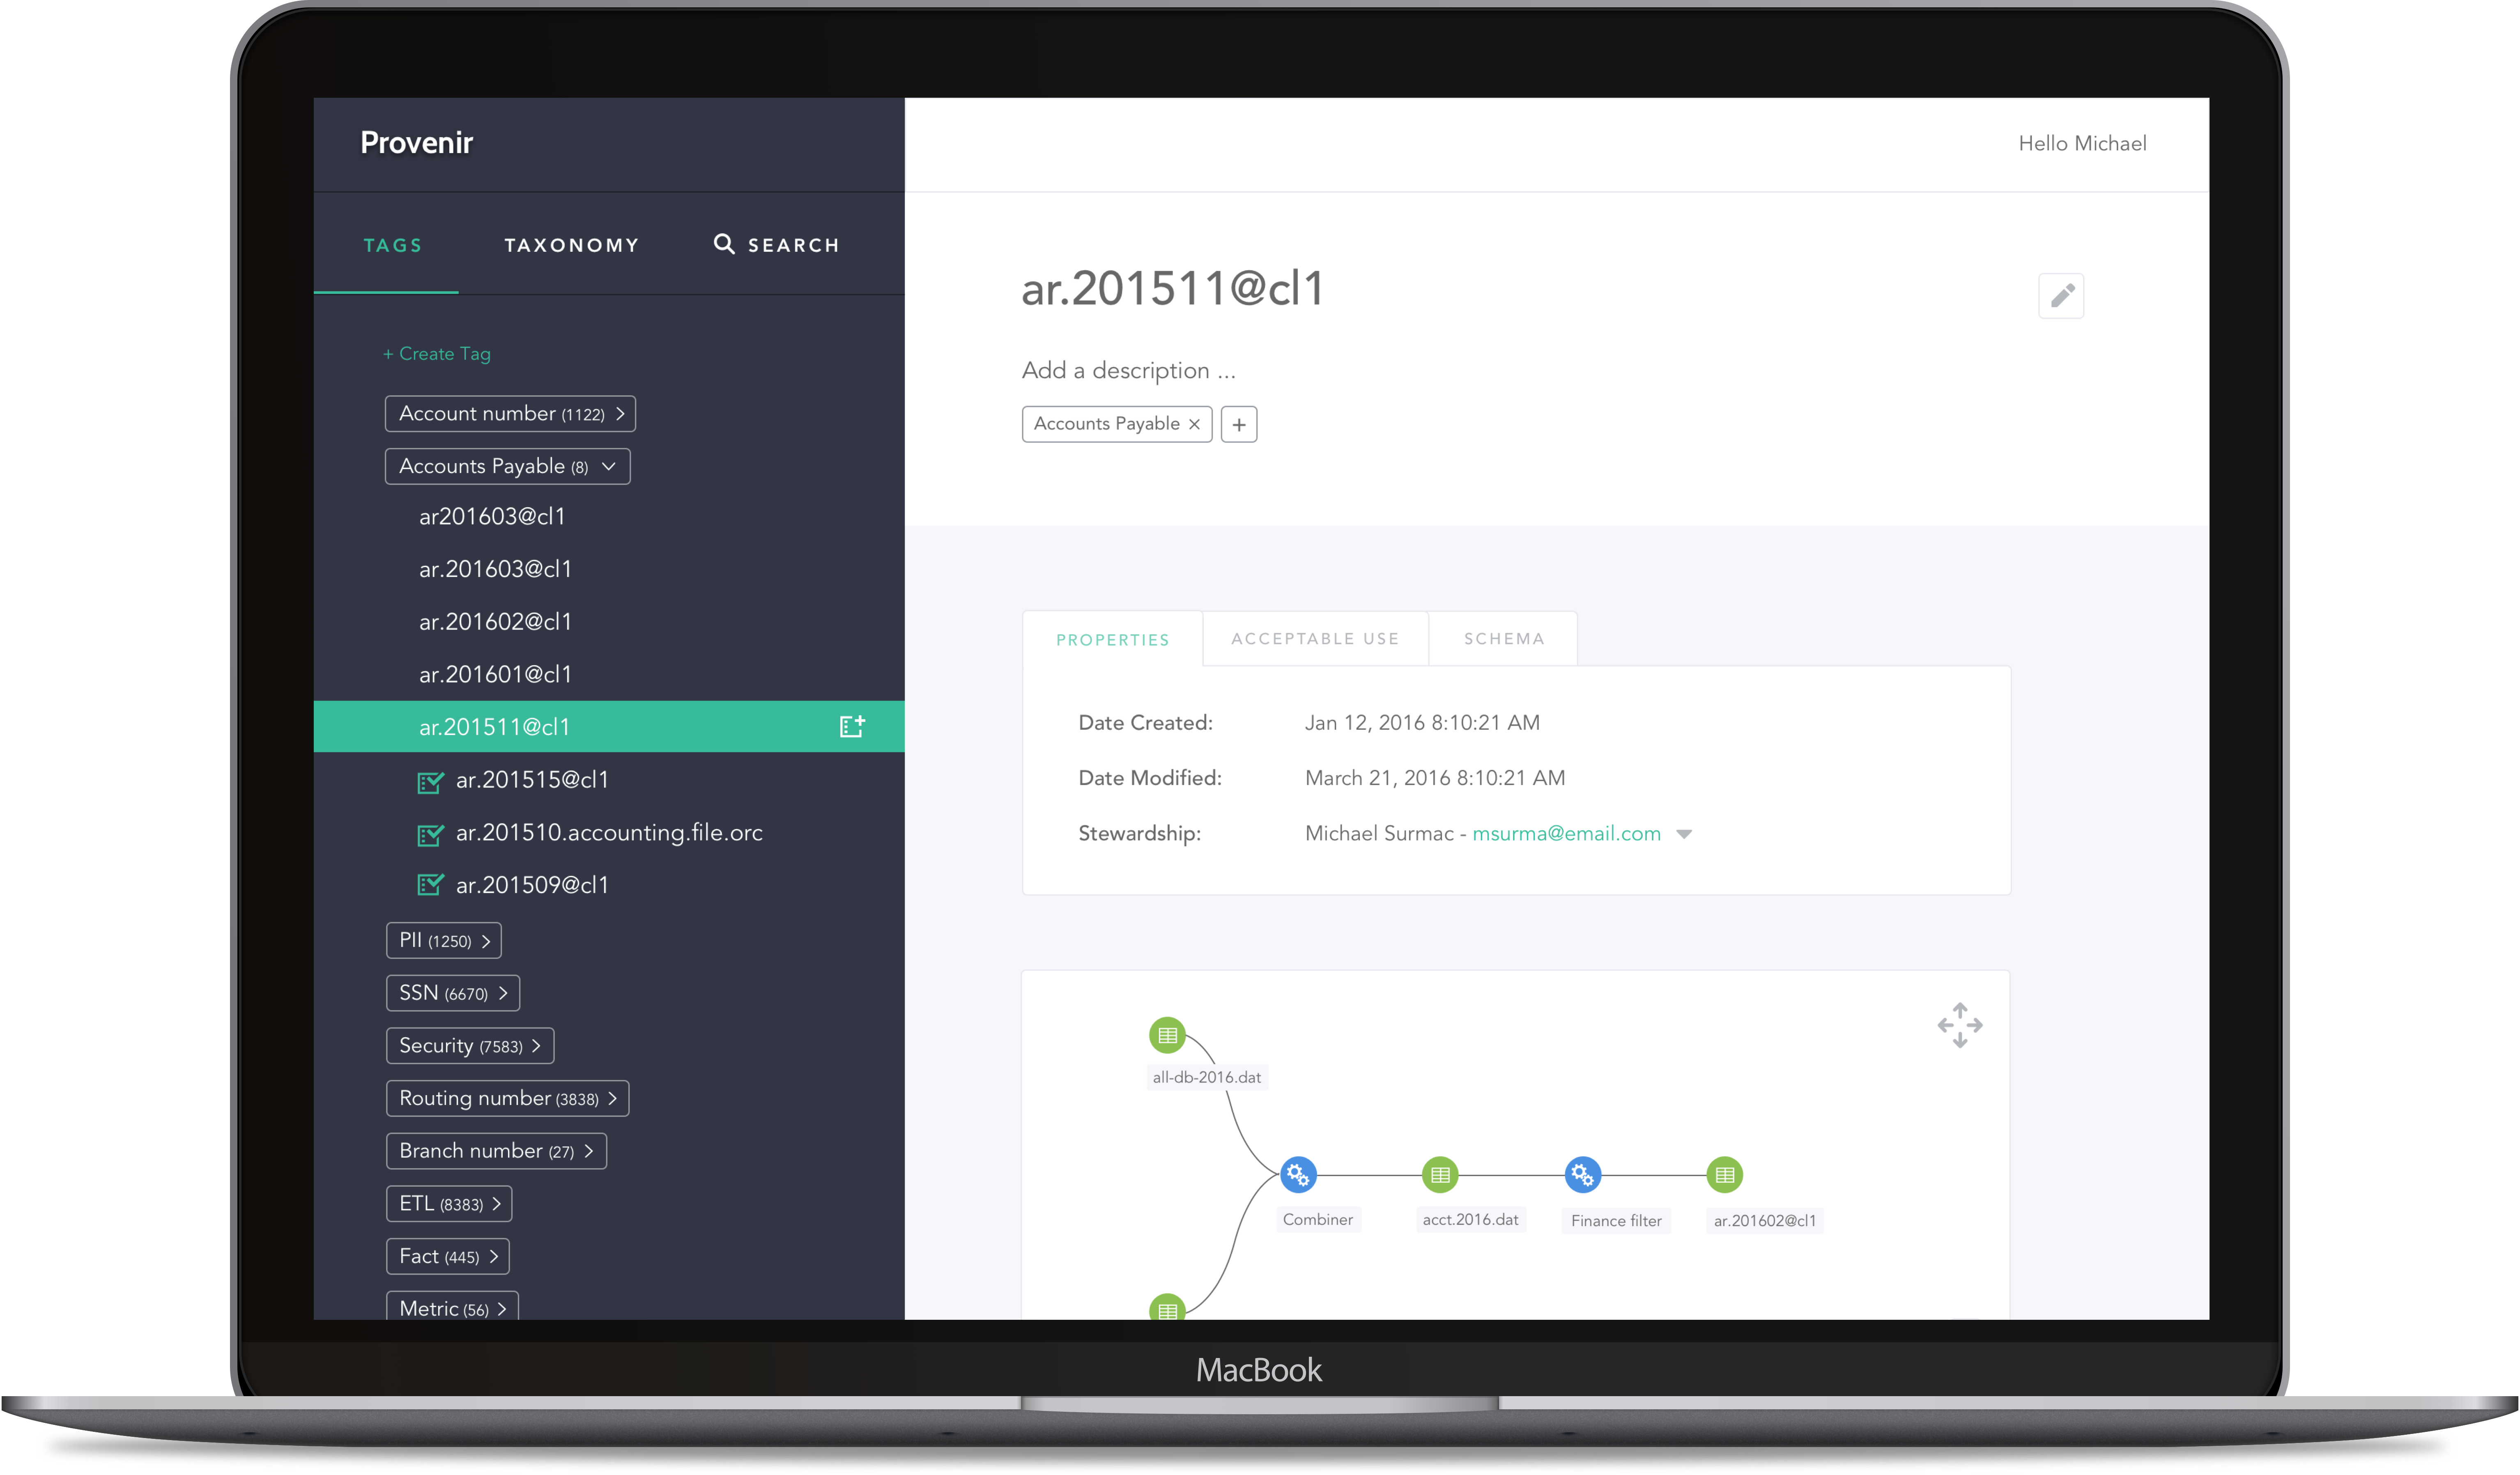 Provenir
Hello Michael
TAGS
TAXONOMY
SEARCH
+ Create Tag
Account number (1122)
Accounts Payable (8)
ar201603@cl1
ar.201603@cl1
ar.201602@cl1
ar.201601@cl1
ar.201511@cl1
ar.201515@cl1
ar.201510.accounting.file.orc
ar.201509@cl1
PII (1250)
SSN (6670)
Security (7583)
Routing number (3838)
Branch number (27)
ETL (8383)
Fact (445)
Metric (56)
ar.201511@cl1
Add a description ...
Accounts Payable ×
+
PROPERTIES
ACCEPTABLE USE
SCHEMA
Date Created: Jan 12, 2016 8:10:21 AM
Date Modified: March 21, 2016 8:10:21 AM
Stewardship: Michael Surmac - msurma@email.com
all-db-2016.dat
Combiner
acct.2016.dat
Finance filter
ar.201602@cl1
MacBook